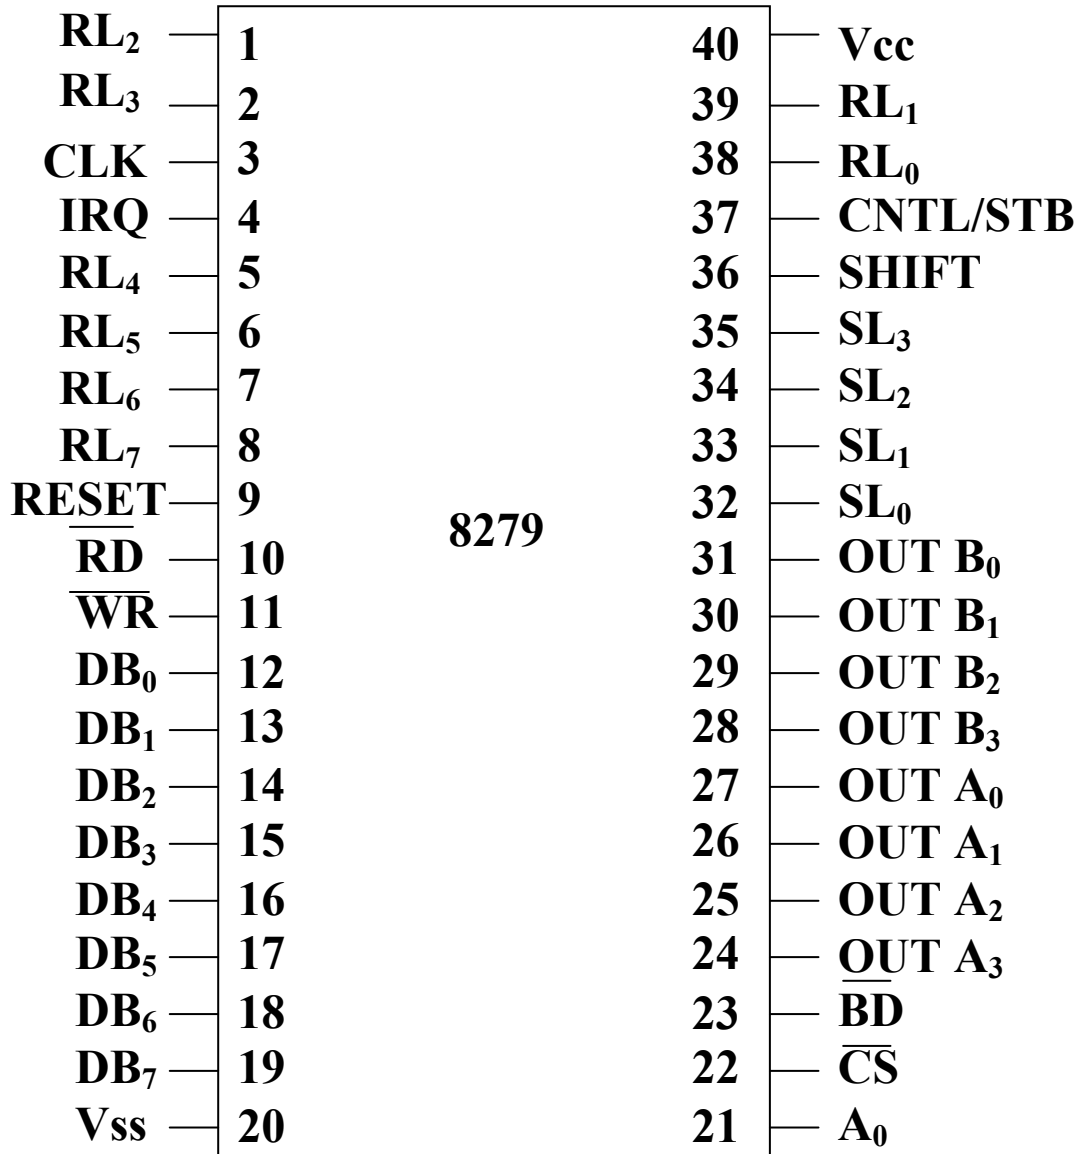 RL₂ 1 40 Vcc
RL₃ 2 39 RL₁
CLK 3 38 RL₀
IRQ 4 37 CNTL/STB
RL₄ 5 36 SHIFT
RL₅ 6 35 SL₃
RL₆ 7 34 SL₂
RL₇ 8 33 SL₁
RESET 9 32 SL₀
8279
R̅D̅ 10 31 OUT B₀
W̅R̅ 11 30 OUT B₁
DB₀ 12 29 OUT B₂
DB₁ 13 28 OUT B₃
DB₂ 14 27 OUT A₀
DB₃ 15 26 OUT A₁
DB₄ 16 25 OUT A₂
DB₅ 17 24 OUT A₃
DB₆ 18 23 B̅D̅
DB₇ 19 22 C̅S̅
Vss 20 21 A₀